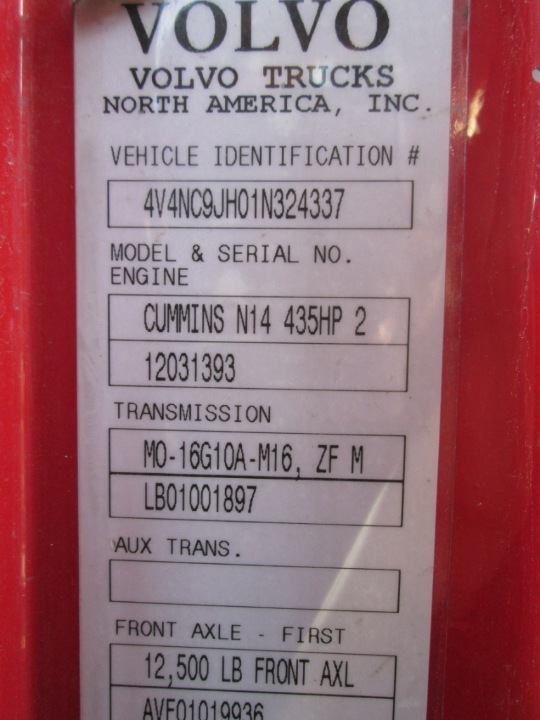 VOLVO
VOLVO TRUCKS
NORTH AMERICA, INC.
VEHICLE IDENTIFICATION #
4V4NC9JH01N324337
MODEL & SERIAL NO.
ENGINE
CUMMINS N14 435HP 2
12031393
TRANSMISSION
MO-16G10A-M16, ZF M
LB01001897
AUX TRANS.
FRONT AXLE - FIRST
12,500 LB FRONT AXL
AVF01019936